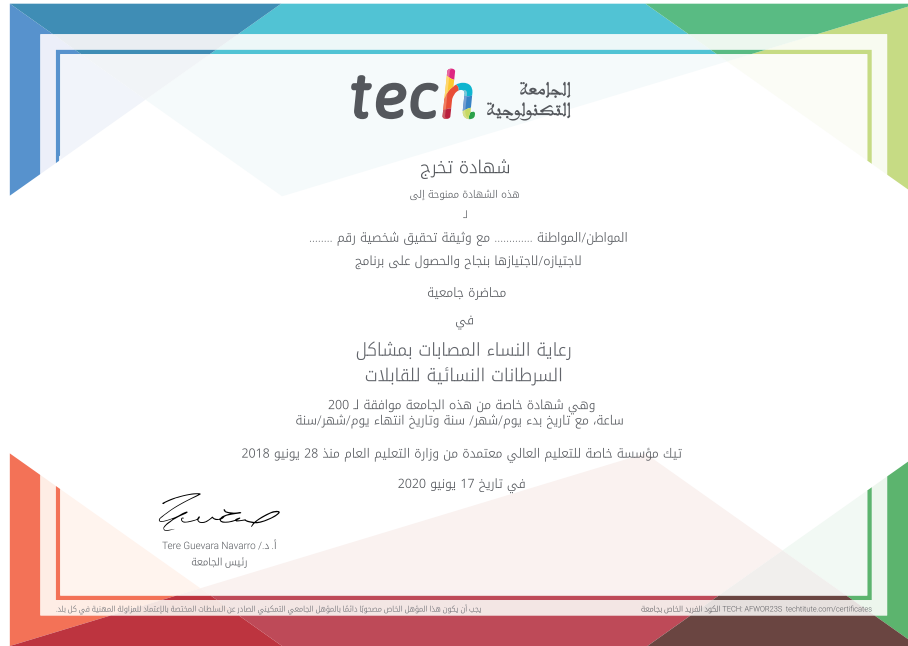 tech الجامعة
التكنولوجية
شهادة تخرج
هذه الشهادة ممنوحة إلى
لـ
المواطن/المواطنة ............ مع وثيقة تحقيق شخصية رقم ........
لاجتيازه/لاجتيازها بنجاح والحصول على برنامج
محاضرة جامعية
في
رعاية النساء المصابات بمشاكل
السرطانات النسائية للقابلات
وهي شهادة خاصة من هذه الجامعة موافقة لـ 200
ساعة، مع تاريخ بدء يوم/شهر/ سنة وتاريخ انتهاء يوم/شهر/سنة
تيك مؤسسة خاصة للتعليم العالي معتمدة من وزارة التعليم العام منذ 28 يونيو 2018
في تاريخ 17 يونيو 2020
أ. د./ Tere Guevara Navarro
رئيس الجامعة
يجب أن يكون هذا المؤهل الخاص مصحوبًا دائمًا بالمؤهل الجامعي التمكيني الصادر عن السلطات المختصة بالإعتماد للمزاولة المهنية في كل بلد.
الكود الفريد الخاص بجامعة TECH: AFWOR23S techtitute.com/certificates